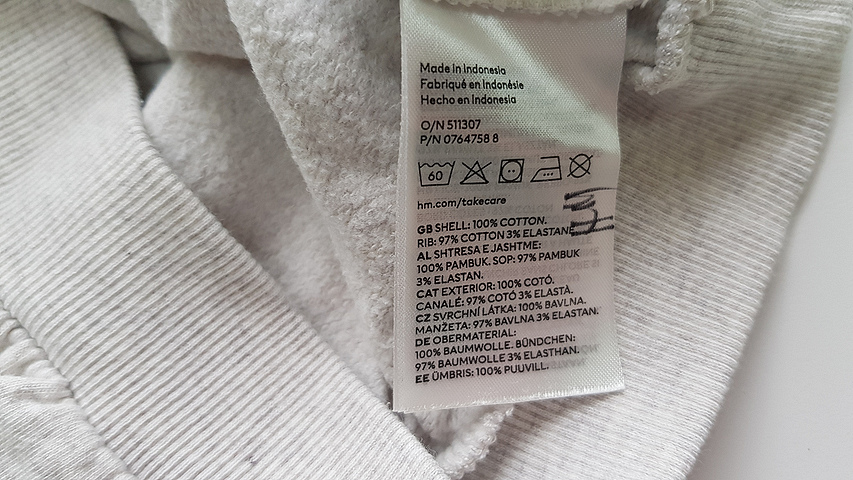 Made in Indonesia
Fabriqué en Indonésie
Hecho en Indonesia
O/N 511307
P/N 0764758 8
60
hm.com/takecare
GB SHELL: 100% COTTON.
RIB: 97% COTTON 3% ELASTANE
AL SHTRESA E JASHTME:
100% PAMBUK. SOP: 97% PAMBUK
3% ELASTAN.
CAT EXTERIOR: 100% COTÓ.
CANALÉ: 97% COTÓ 3% ELASTÀ.
CZ SVRCHNÍ LÁTKA: 100% BAVLNA.
MANŽETA: 97% BAVLNA 3% ELASTAN.
DE OBERMATERIAL:
100% BAUMWOLLE. BÜNDCHEN:
97% BAUMWOLLE 3% ELASTHAN.
EE ÜMBRIS: 100% PUUVILL.